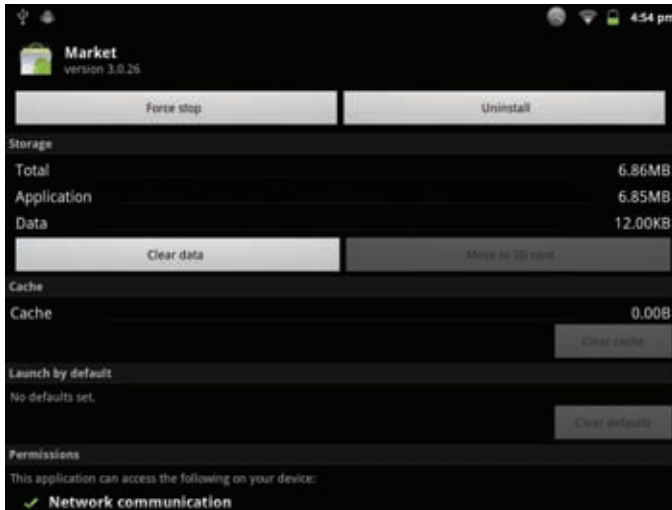 4:54 pm
Market
version 3.0.26
Force stop
Uninstall
Storage
Total 6.86MB
Application 6.85MB
Data 12.00KB
Clear data
Move to SD card
Cache
Cache 0.00B
Clear cache
Launch by default
No defaults set.
Clear defaults
Permissions
This application can access the following on your device:
Network communication